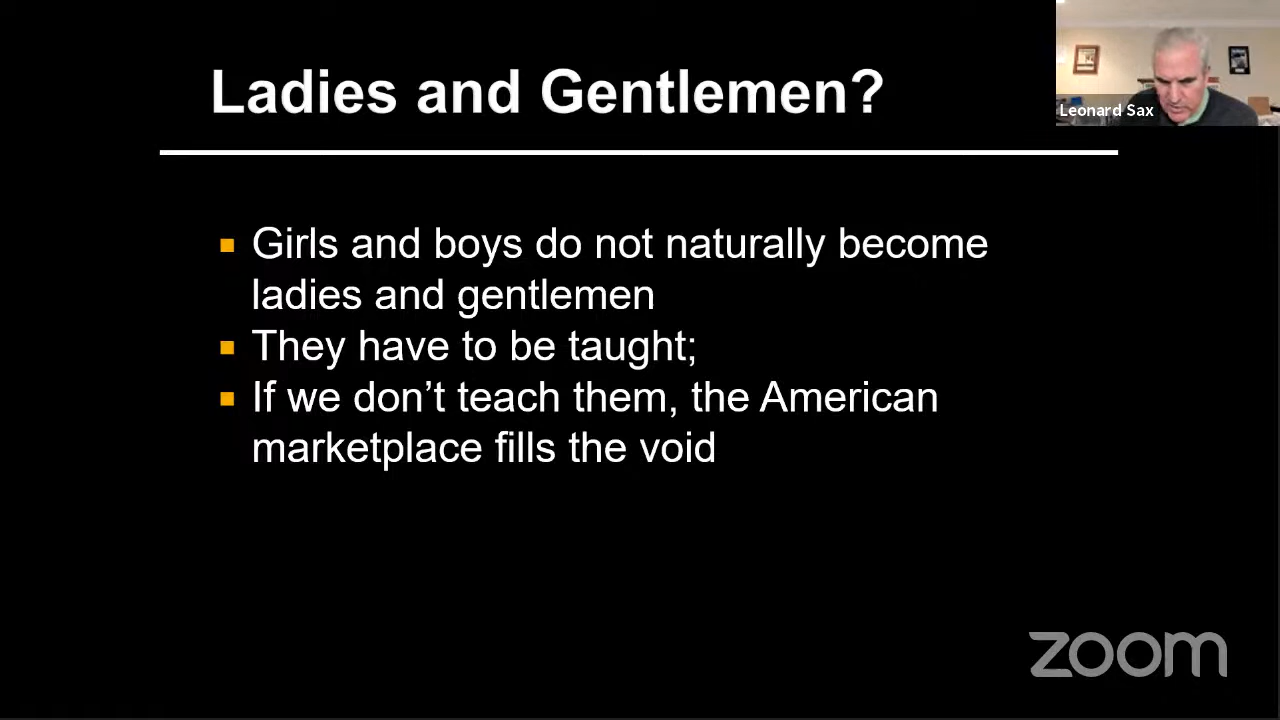 Ladies and Gentlemen?
Leonard Sax
Girls and boys do not naturally become
ladies and gentlemen
They have to be taught;
If we don’t teach them, the American
marketplace fills the void
zoom